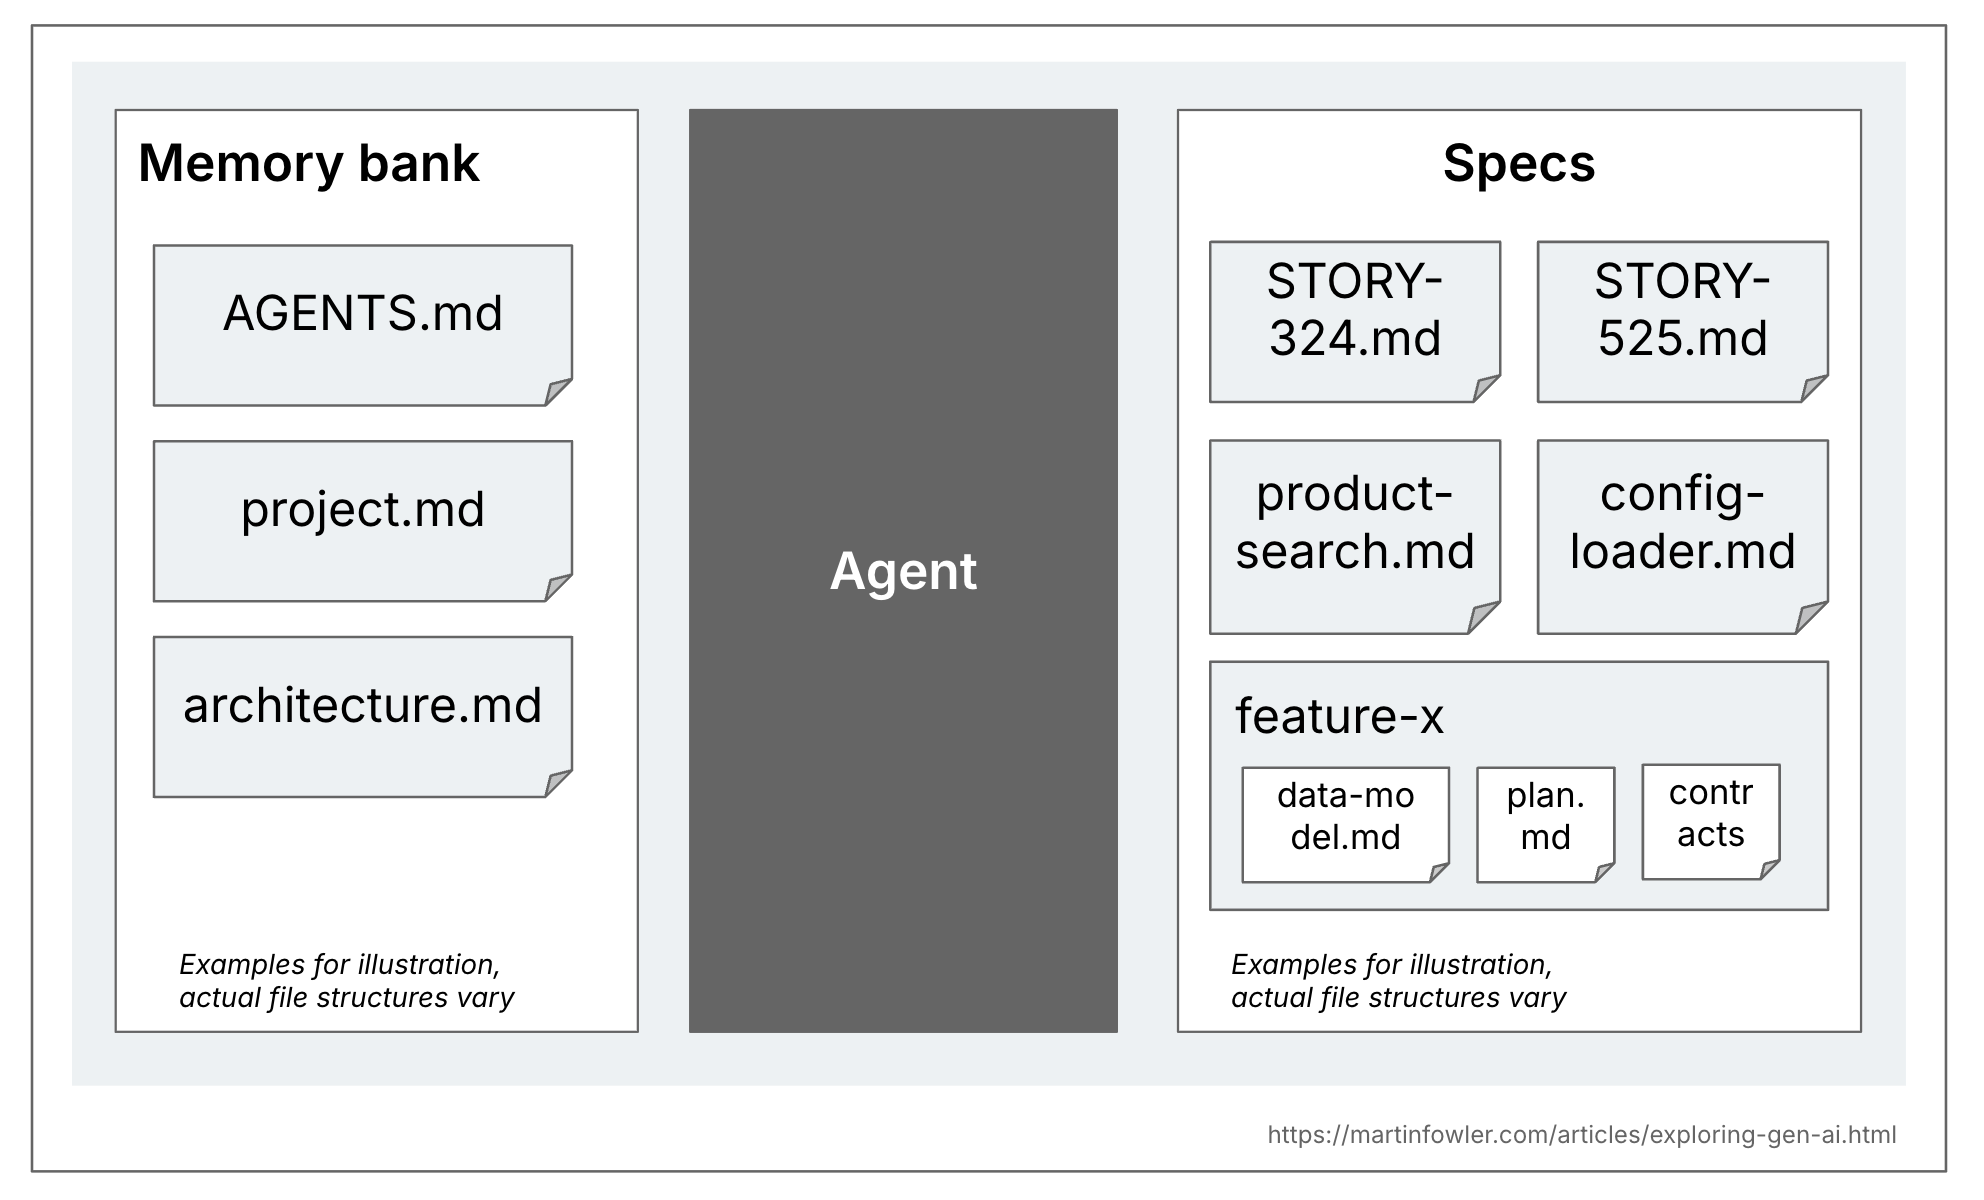 Memory bank
AGENTS.md
project.md
architecture.md
Examples for illustration,
actual file structures vary
Agent
Specs
STORY-
324.md
STORY-
525.md
product-
search.md
config-
loader.md
feature-x
data-mo
del.md
plan.
md
contr
acts
Examples for illustration,
actual file structures vary
https://martinfowler.com/articles/exploring-gen-ai.html